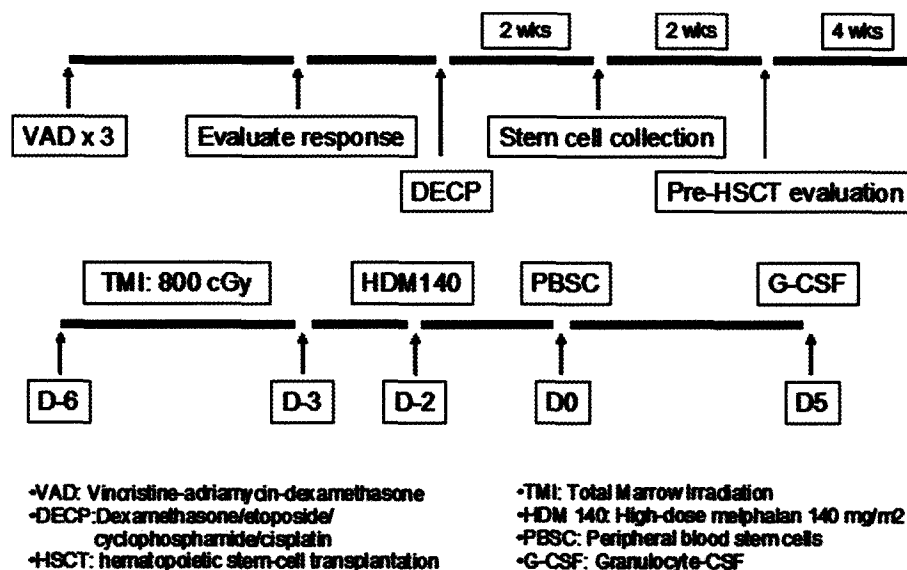 2 wks
2 wks
4 wks
VAD x 3
Evaluate response
Stem cell collection
DECP
Pre-HSCT evaluation
TMI: 800 cGy
HDM140
PBSC
G-CSF
D-6
D-3
D-2
D0
D5
•VAD: Vincristine-adriamycin-dexamethasone
•DECP:Dexamethasone/etoposide/
cyclophosphamide/cisplatin
•HSCT: hematopoietic stem-cell transplantation
•TMI: Total Marrow Irradiation
•HDM 140: High-dose melphalan 140 mg/m2
•PBSC: Peripheral blood stem cells
•G-CSF: Granulocyte-CSF